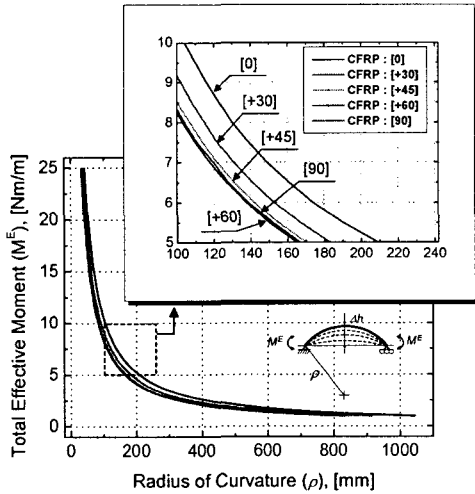 10
9
8
7
6
5
100 120 140 160 180 200 220 240
[0]
[+30]
[+45]
[90]
[+60]
CFRP : [0]
CFRP : [+30]
CFRP : [+45]
CFRP : [+60]
CFRP : [90]
Total Effective Moment (M^E), [Nm/m]
25
20
15
10
5
0
0 200 400 600 800 1000
Δh
M^E
M^E
ρ
Radius of Curvature (ρ), [mm]